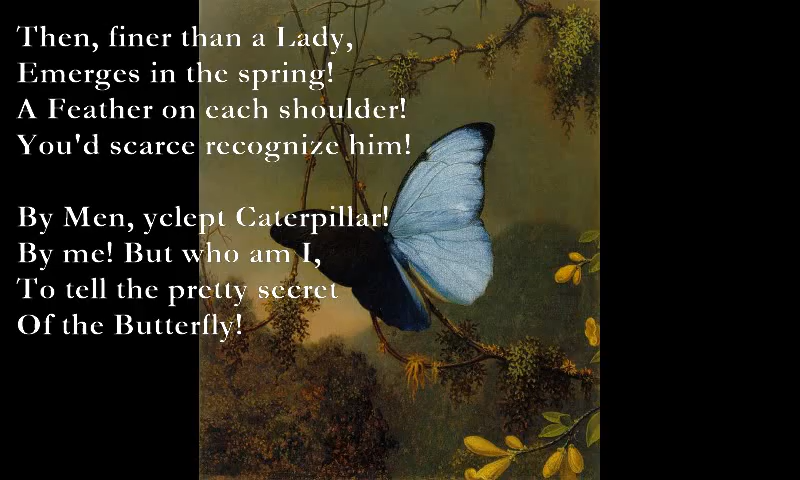 Then, finer than a Lady,
Emerges in the spring!
A Feather on each shoulder!
You'd scarce recognize him!
By Men, yclept Caterpillar!
By me! But who am I,
To tell the pretty secret
Of the Butterfly!